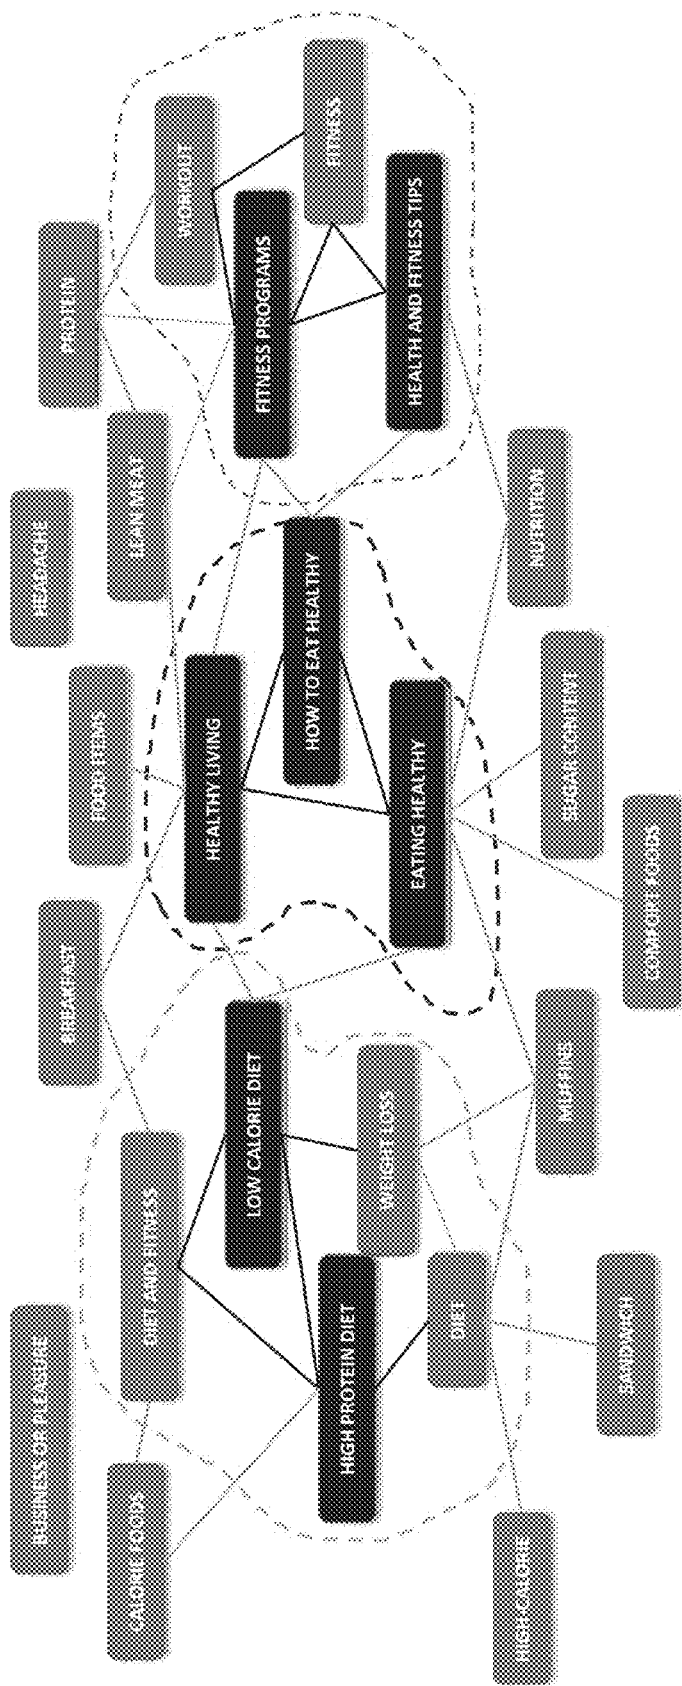 BUSINESS OR PLEASURE
HEADACHE
CALORIE FOODS
DIET AND FITNESS
BREAKFAST
FOOD ITEMS
LEAN MEAT
PROTEIN
WORKOUT
LOW CALORIE DIET
HEALTHY LIVING
FITNESS PROGRAMS
HIGH PROTEIN DIET
WEIGHT LOSS
HOW TO EAT HEALTHY
FITNESS
DIET
EATING HEALTHY
HEALTH AND FITNESS TIPS
HIGH-CALORIE
SANDWICH
MUFFINS
COMFORT FOODS
SUGAR CONTENT
NUTRITION